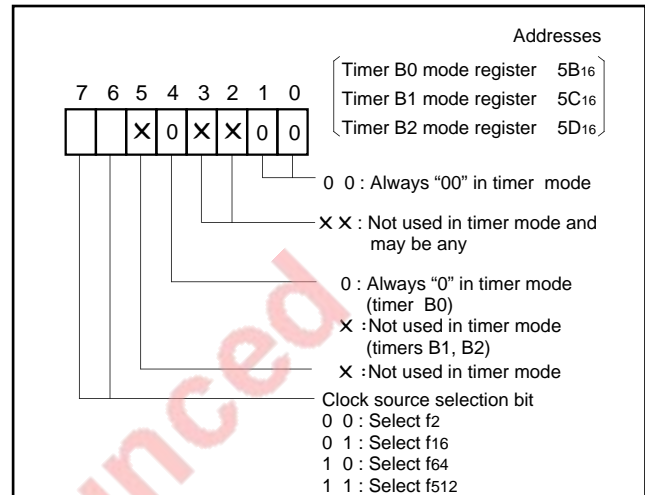 Addresses
Timer B0 mode register 5B16
Timer B1 mode register 5C16
Timer B2 mode register 5D16
7 6 5 4 3 2 1 0
X 0 X X 0 0
0 0 : Always “00” in timer mode
X X : Not used in timer mode and
may be any
0 : Always “0” in timer mode
(timer B0)
X :Not used in timer mode
(timers B1, B2)
X :Not used in timer mode
Clock source selection bit
0 0 : Select f2
0 1 : Select f16
1 0 : Select f64
1 1 : Select f512
unced